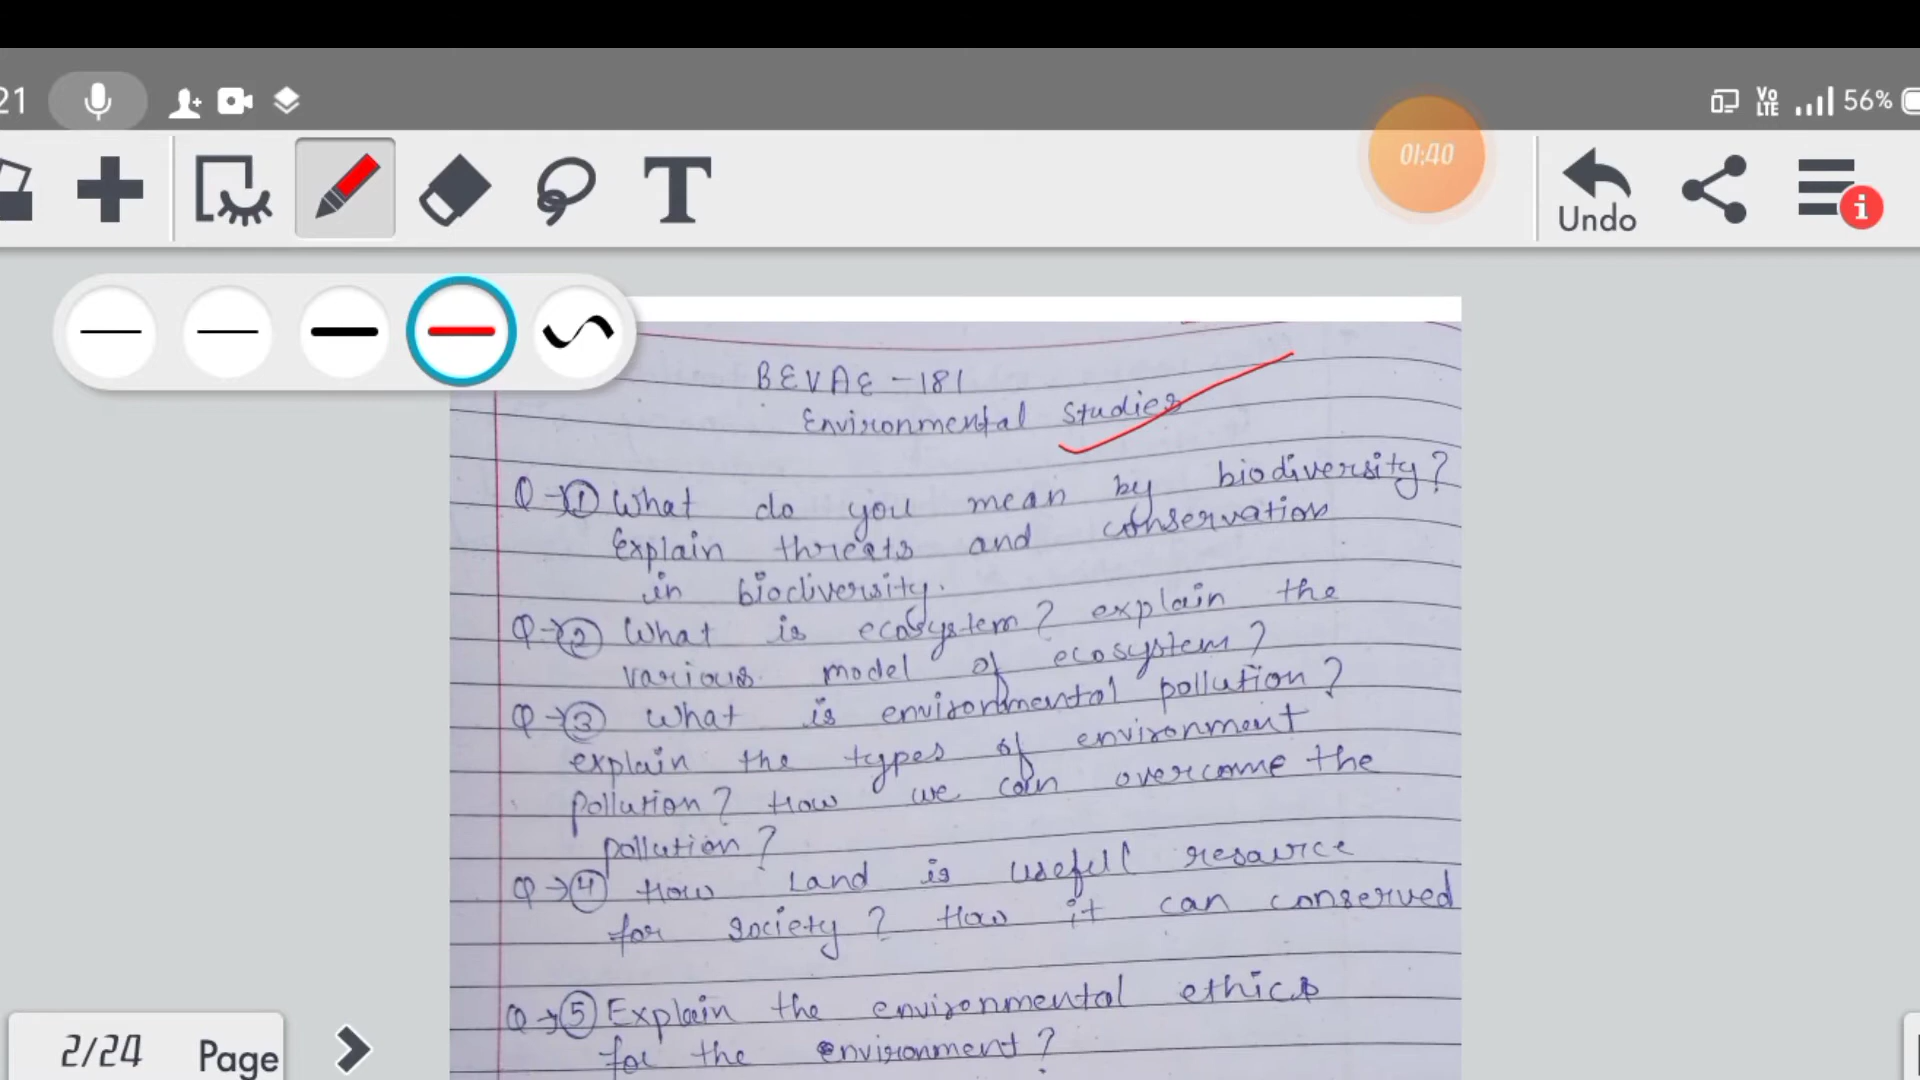 21
Vo LTE 56%
01:40
T
Undo
i
BEVAE - 181
Environmental Studies
Q→① What do you mean by biodiversity?
Explain threats and conservation
in biodiversity.
Q→② What is ecosystem? explain the
various model of ecosystem?
Q→③ What is environmental pollution?
explain the types of environment
pollution? How we can overcome the
pollution?
Q→④ How Land is usefull resource
for society? How it can conserved
Q→⑤ Explain the environmental ethics
for the environment?
2/24 Page